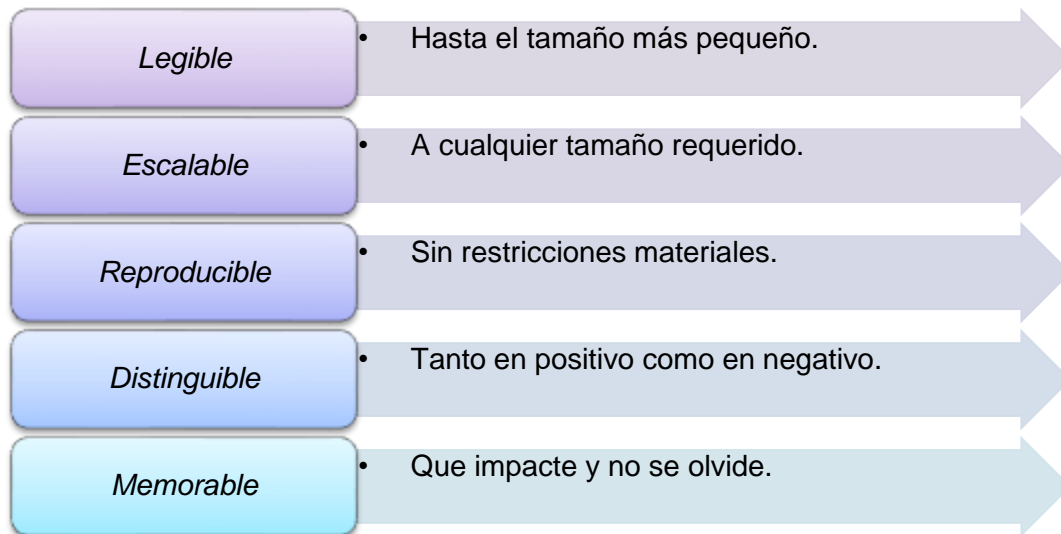 Legible
• Hasta el tamaño más pequeño.
Escalable
• A cualquier tamaño requerido.
Reproducible
• Sin restricciones materiales.
Distinguible
• Tanto en positivo como en negativo.
Memorable
• Que impacte y no se olvide.